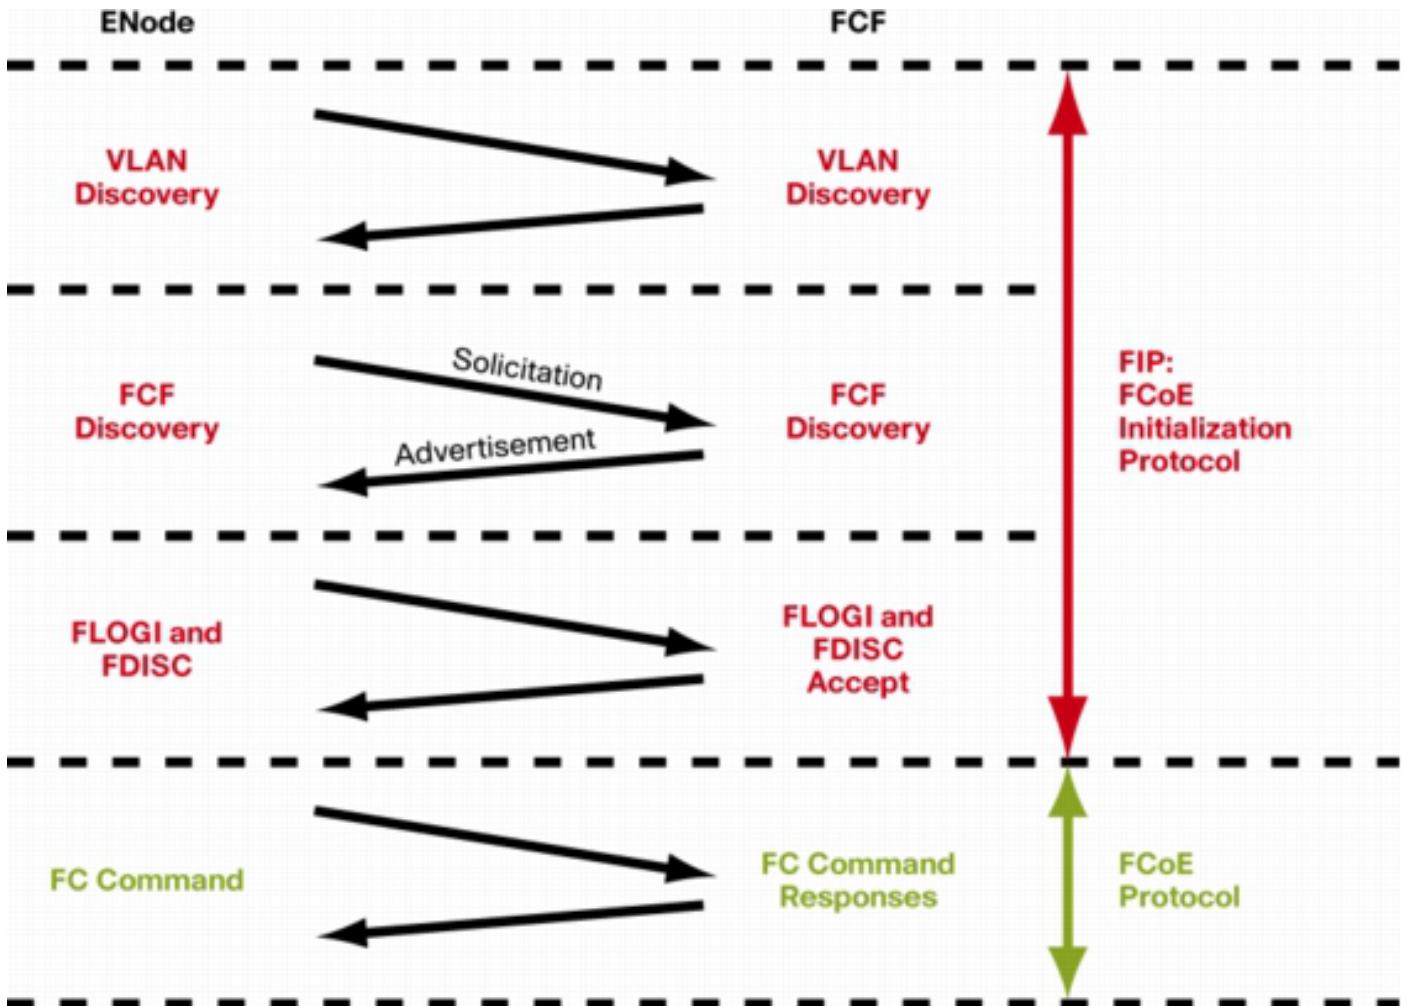 ENode
FCF
VLAN
Discovery
VLAN
Discovery
FCF
Discovery
Solicitation
Advertisement
FCF
Discovery
FIP:
FCoE
Initialization
Protocol
FLOGI and
FDISC
FLOGI and
FDISC
Accept
FC Command
FC Command
Responses
FCoE
Protocol